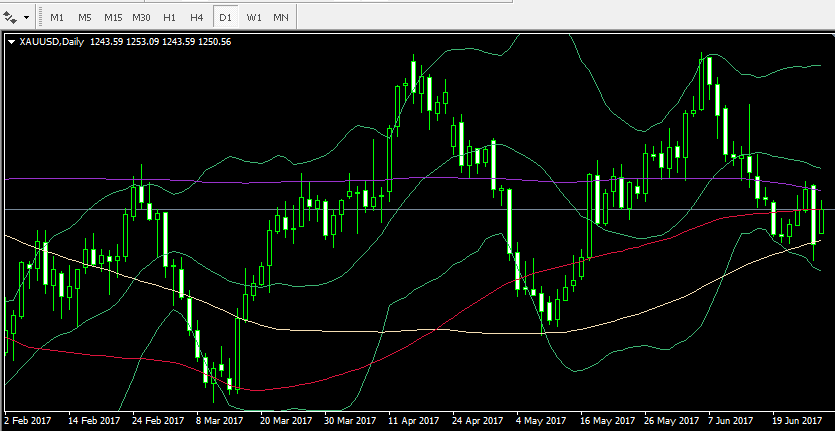 M1 M5 M15 M30 H1 H4 D1 W1 MN
XAUUSD,Daily 1243.59 1253.09 1243.59 1250.56
2 Feb 2017 14 Feb 2017 24 Feb 2017 8 Mar 2017 20 Mar 2017 30 Mar 2017 11 Apr 2017 24 Apr 2017 4 May 2017 16 May 2017 26 May 2017 7 Jun 2017 19 Jun 2017